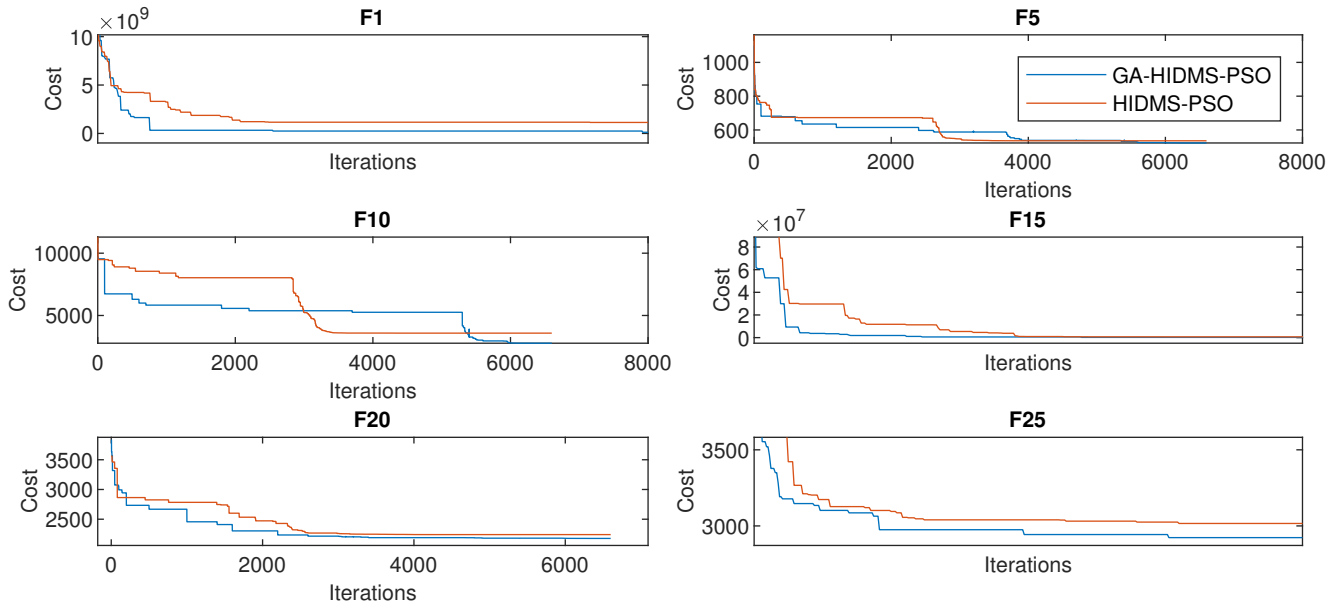 F1
× 10^9
10
5
0
Cost
Iterations
F5
1000
800
600
Cost
0 2000 4000 6000 8000
Iterations
GA-HIDMS-PSO
HIDMS-PSO
F10
10000
5000
Cost
0 2000 4000 6000 8000
Iterations
F15
× 10^7
8
6
4
2
0
Cost
Iterations
F20
3500
3000
2500
Cost
0 2000 4000 6000
Iterations
F25
3500
3000
Cost
Iterations